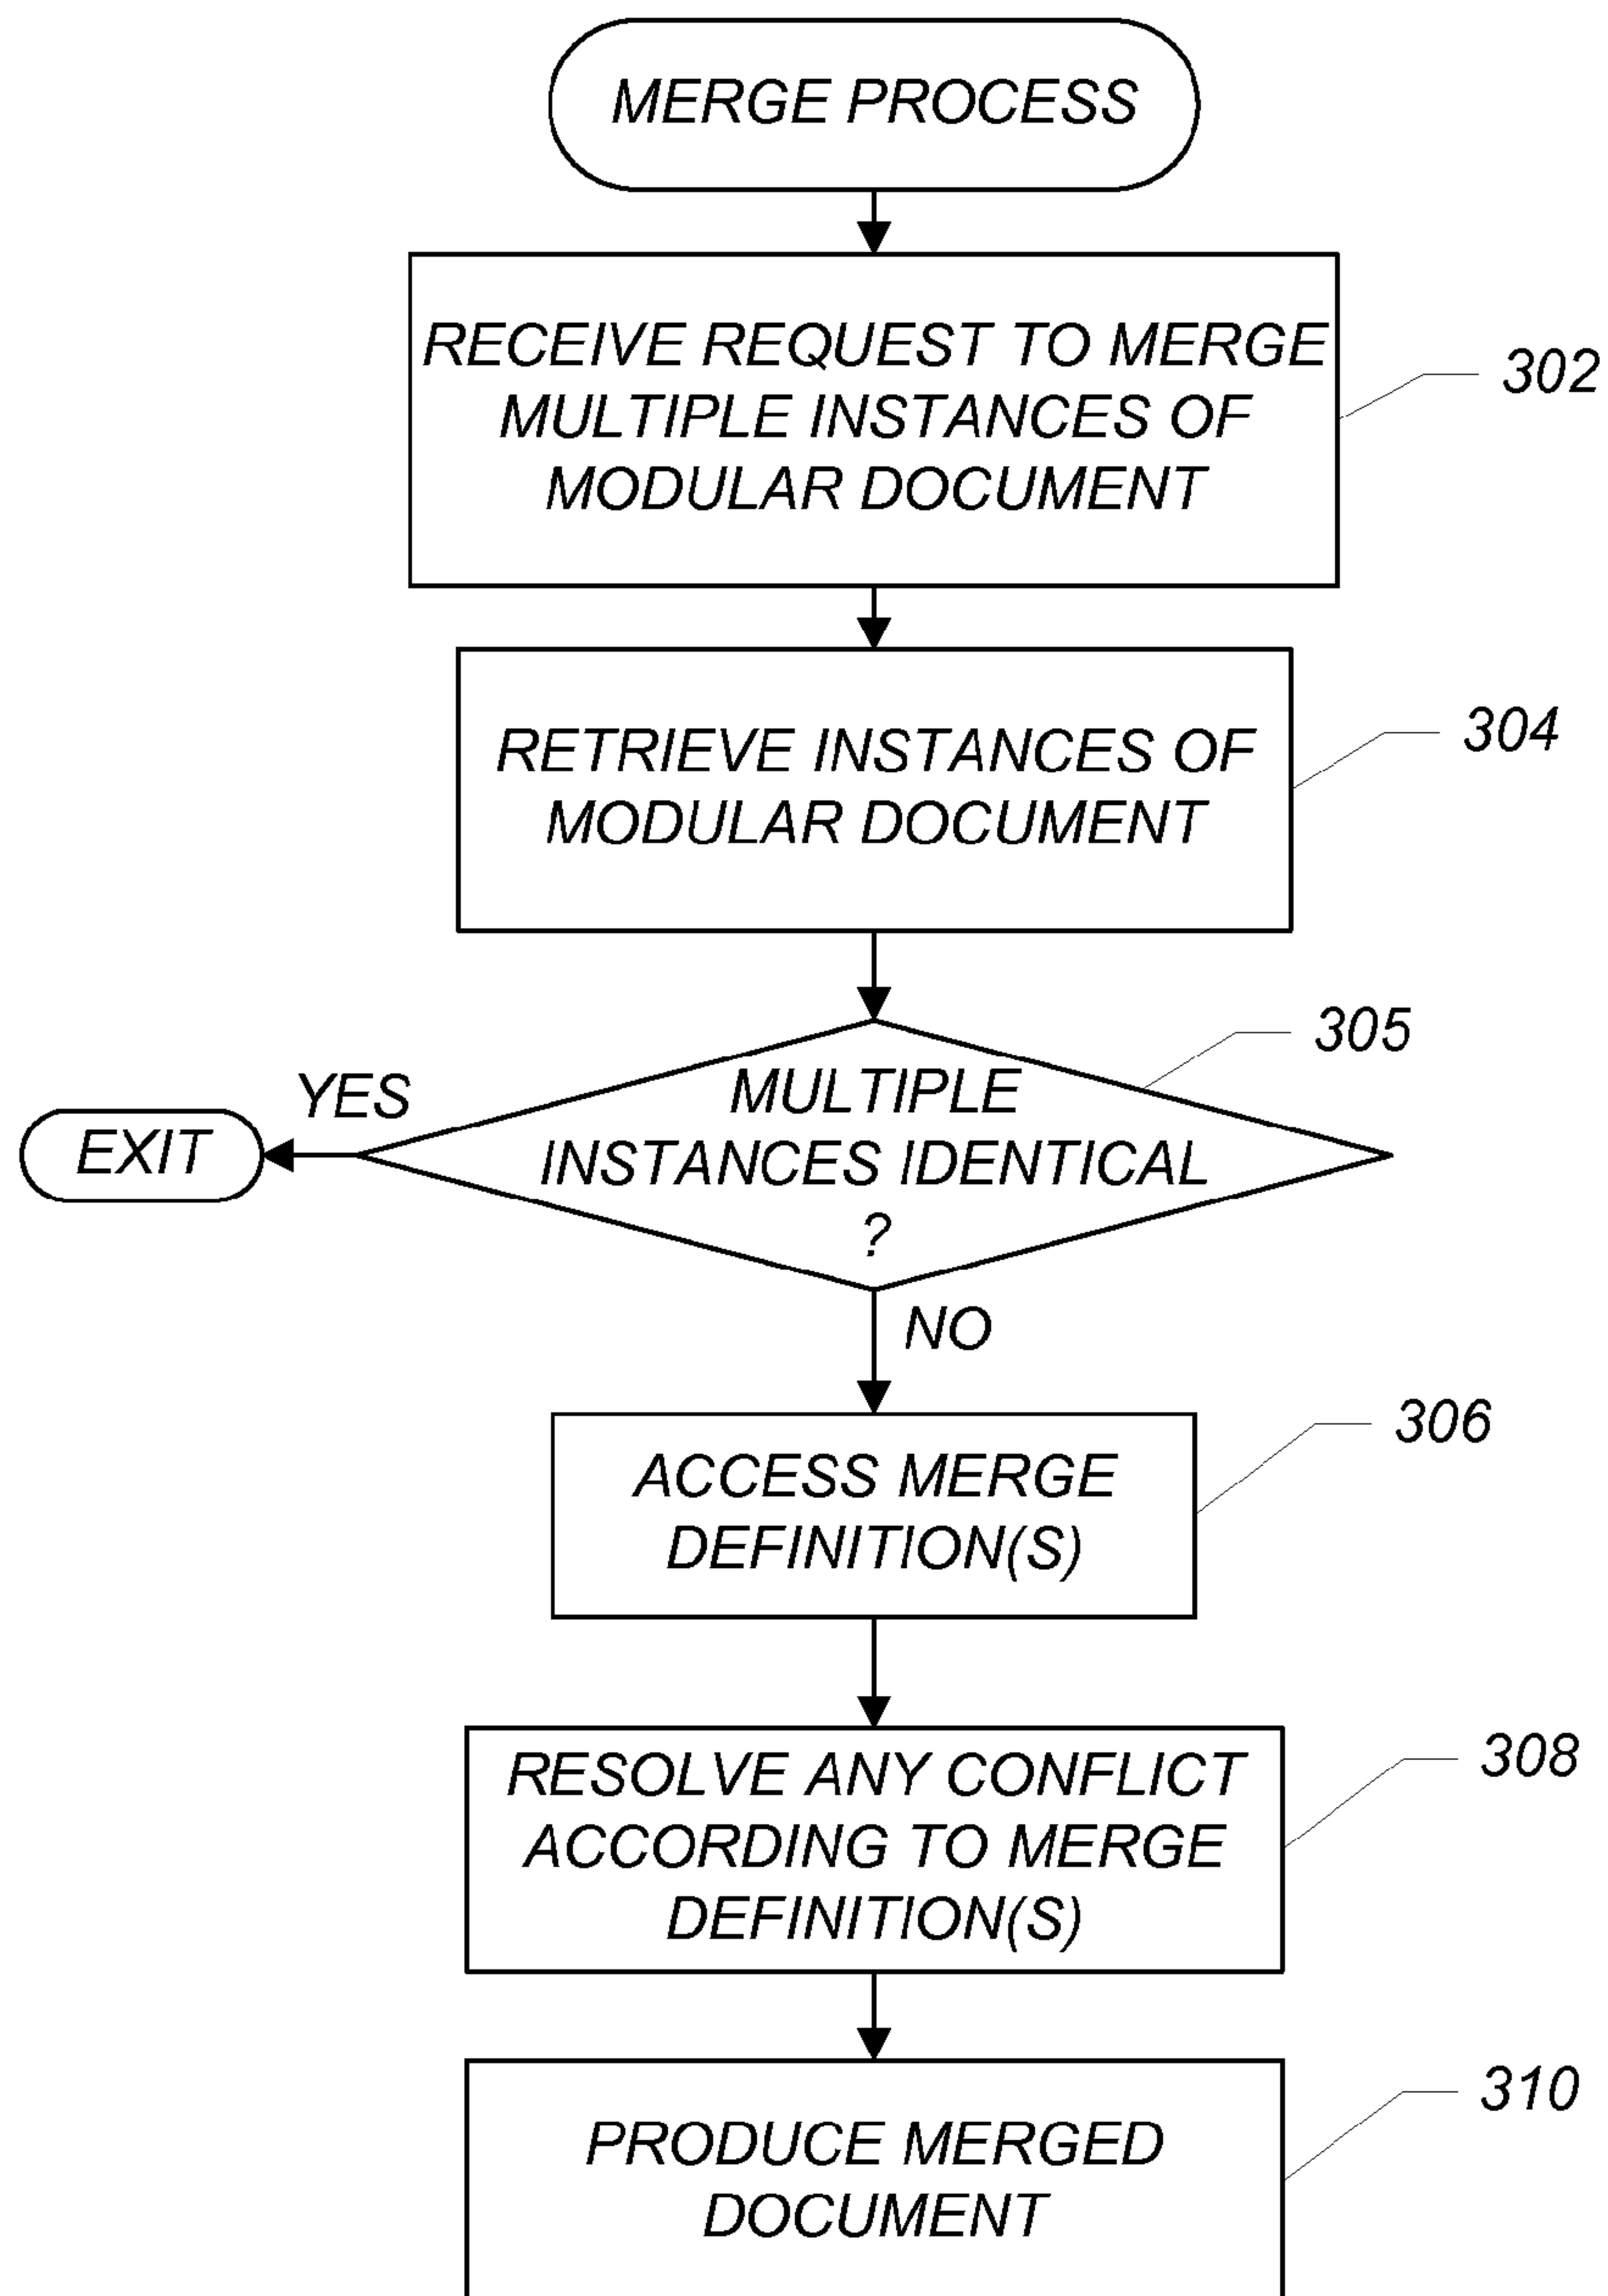 MERGE PROCESS
RECEIVE REQUEST TO MERGE
MULTIPLE INSTANCES OF
MODULAR DOCUMENT
302
RETRIEVE INSTANCES OF
MODULAR DOCUMENT
304
305
MULTIPLE
INSTANCES IDENTICAL
?
YES
EXIT
NO
ACCESS MERGE
DEFINITION(S)
306
RESOLVE ANY CONFLICT
ACCORDING TO MERGE
DEFINITION(S)
308
PRODUCE MERGED
DOCUMENT
310